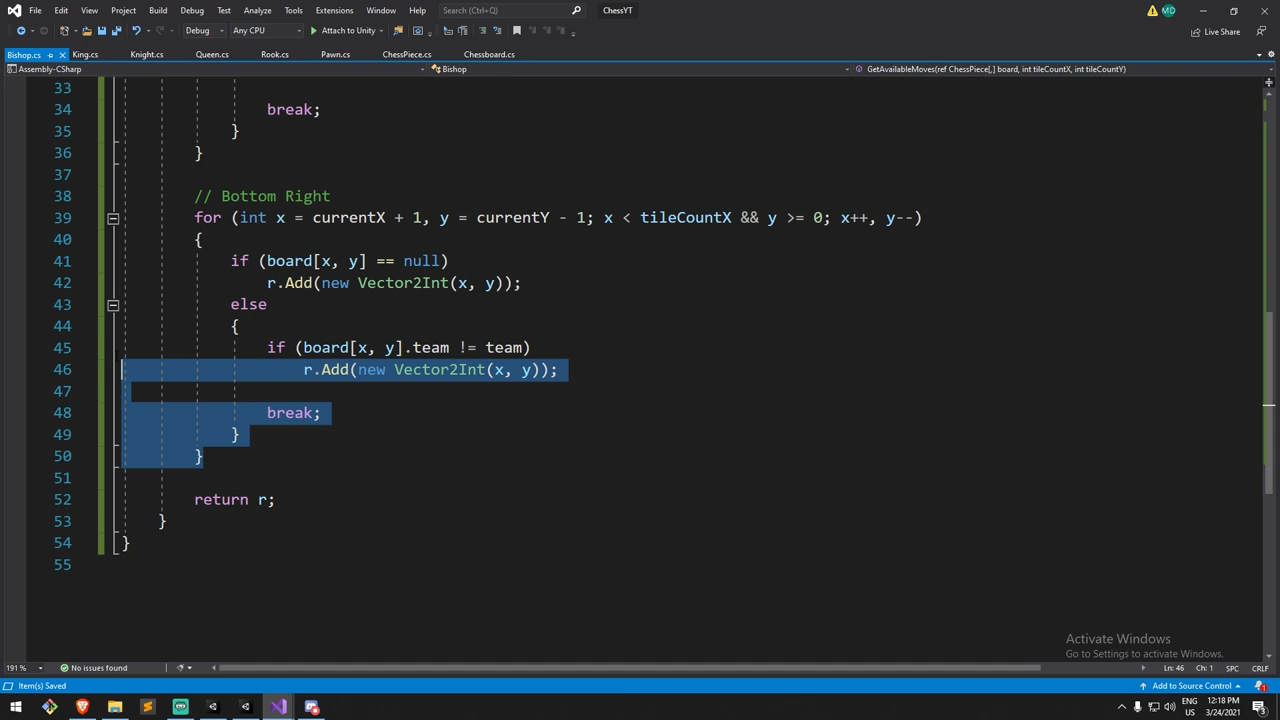 File Edit View Project Build Debug Test Analyze Tools Extensions Window Help Search (Ctrl+Q) ChessYT MD
Debug Any CPU Attach to Unity Live Share
Bishop.cs King.cs Knight.cs Queen.cs Rook.cs Pawn.cs ChessPiece.cs Chessboard.cs
Assembly-CSharp Bishop GetAvailableMoves(ref ChessPiece[,] board, int tileCountX, int tileCountY)
33
34 break;
35 }
36 }
37
38 // Bottom Right
39 for (int x = currentX + 1, y = currentY - 1; x < tileCountX && y >= 0; x++, y--)
40 {
41 if (board[x, y] == null)
42 r.Add(new Vector2Int(x, y));
43 else
44 {
45 if (board[x, y].team != team)
46 r.Add(new Vector2Int(x, y));
47
48 break;
49 }
50 }
51
52 return r;
53 }
54 }
55
Activate Windows
Go to Settings to activate Windows.
191 % No issues found Ln: 46 Ch: 1 SPC CRLF
Item(s) Saved Add to Source Control 1
ENG 12:18 PM
US 3/24/2021 3